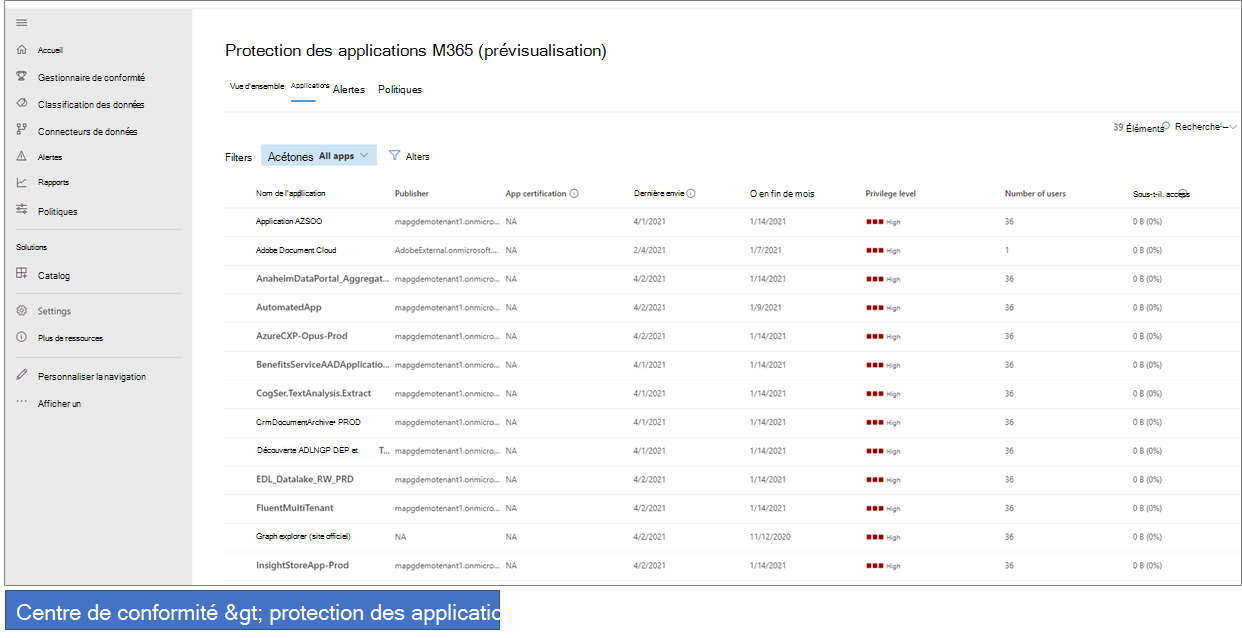 Accueil
Gestionnaire de conformité
Classification des données
Connecteurs de données
Alertes
Rapports
Politiques
Solutions
Catalog
Settings
Plus de ressources
Personnaliser la navigation
Afficher un
Protection des applications M365 (prévisualisation)
Vue d'ensemble Applications Alertes Politiques
39 Éléments Recherche
Filters Acétones All apps Alters
Nom de l'application Publisher App certification Dernière envie O en fin de mois Privilege level Number of users Sous-t-il. access
Application AZSOO mapgdemotenant1.onmicro... NA 4/1/2021 1/14/2021 High 36 0 B (0%)
Adobe Document Cloud AdobeExternal.onmicrosoft.... NA 2/4/2021 1/7/2021 High 1 0 B (0%)
AnaheimDataPortal_Aggregat... mapgdemotenant1.onmicro... NA 4/2/2021 1/14/2021 High 36 0 B (0%)
AutomatedApp mapgdemotenant1.onmicro... NA 4/2/2021 1/9/2021 High 36 0 B (0%)
AzureCXP-Opus-Prod mapgdemotenant1.onmicro... NA 4/2/2021 1/14/2021 High 36 0 B (0%)
BenefitsServiceAADApplicatio... mapgdemotenant1.onmicro... NA 4/1/2021 1/14/2021 High 36 0 B (0%)
CogSer.TextAnalysis.Extract mapgdemotenant1.onmicro... NA 4/1/2021 1/14/2021 High 36 0 B (0%)
CrmDocumentArchive• PROD mapgdemotenant1.onmicro... NA 4/1/2021 1/14/2021 High 36 0 B (0%)
Découverte ADLNGP DEP et T... mapgdemotenant1.onmicro... NA 4/1/2021 1/14/2021 High 36 0 B (0%)
EDL_Datalake_RW_PRD mapgdemotenant1.onmicro... NA 4/2/2021 1/14/2021 High 36 0 B (0%)
FluentMultiTenant mapgdemotenant1.onmicro... NA 4/2/2021 1/14/2021 High 36 0 B (0%)
Graph explorer (site officiel) NA NA 4/2/2021 11/12/2020 High 36 0 B (0%)
InsightStoreApp-Prod mapgdemotenant1.onmicro... NA 4/2/2021 1/14/2021 High 36 0 B (0%)
Centre de conformité &gt; protection des applicatio